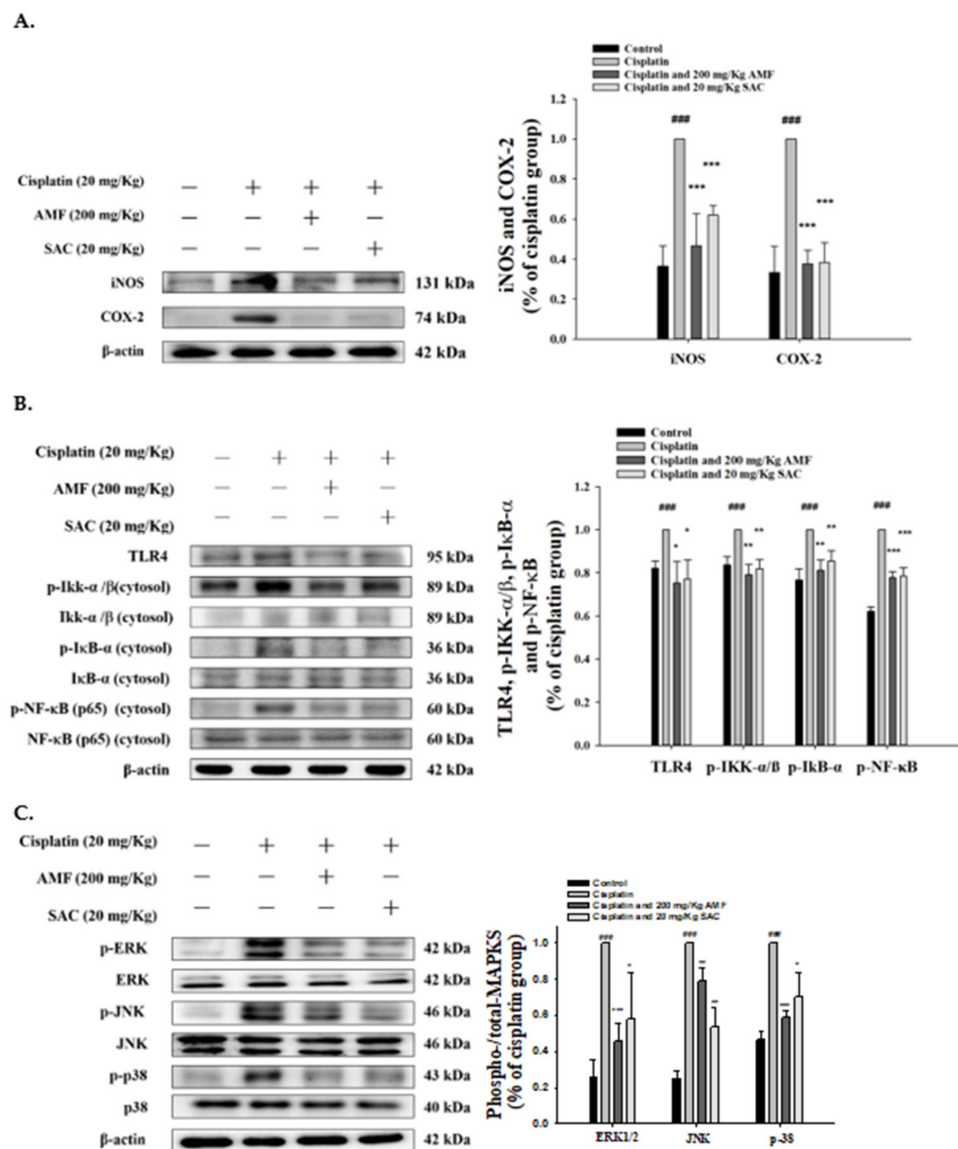 A.
Cisplatin (20 mg/Kg) − + + +
AMF (200 mg/Kg) − − + −
SAC (20 mg/Kg) − − − +
iNOS 131 kDa
COX-2 74 kDa
β-actin 42 kDa
Control
Cisplatin
Cisplatin and 200 mg/Kg AMF
Cisplatin and 20 mg/Kg SAC
iNOS and COX-2
(% of cisplatin group)
1.2
1.0
0.8
0.6
0.4
0.2
0.0
### *** *** ### *** ***
iNOS COX-2
B.
Cisplatin (20 mg/Kg) − + + +
AMF (200 mg/Kg) − − + −
SAC (20 mg/Kg) − − − +
TLR4 95 kDa
p-Ikk-α /β(cytosol) 89 kDa
Ikk-α /β (cytosol) 89 kDa
p-IκB-α (cytosol) 36 kDa
IκB-α (cytosol) 36 kDa
p-NF-κB (p65) (cytosol) 60 kDa
NF-κB (p65) (cytosol) 60 kDa
β-actin 42 kDa
Control
Cisplatin
Cisplatin and 200 mg/Kg AMF
Cisplatin and 20 mg/Kg SAC
TLR4, p-IKK-α/β, p-IκB-α
and p-NF-κB
(% of cisplatin group)
1.2
1.0
0.8
0.6
0.4
0.2
0.0
### * * ### ** ** ### ** ** ### *** ***
TLR4 p-IKK-α/β p-IkB-α p-NF-κB
C.
Cisplatin (20 mg/Kg) − + + +
AMF (200 mg/Kg) − − + −
SAC (20 mg/Kg) − − − +
p-ERK 42 kDa
ERK 42 kDa
p-JNK 46 kDa
JNK 46 kDa
p-p38 43 kDa
p38 40 kDa
β-actin 42 kDa
Control
Cisplatin
Cisplatin and 200 mg/Kg AMF
Cisplatin and 20 mg/Kg SAC
Phospho-/total-MAPKS
(% of cisplatin group)
1.0
0.8
0.6
0.4
0.2
0.0
### *** * ### ### *
ERK1/2 JNK p-38